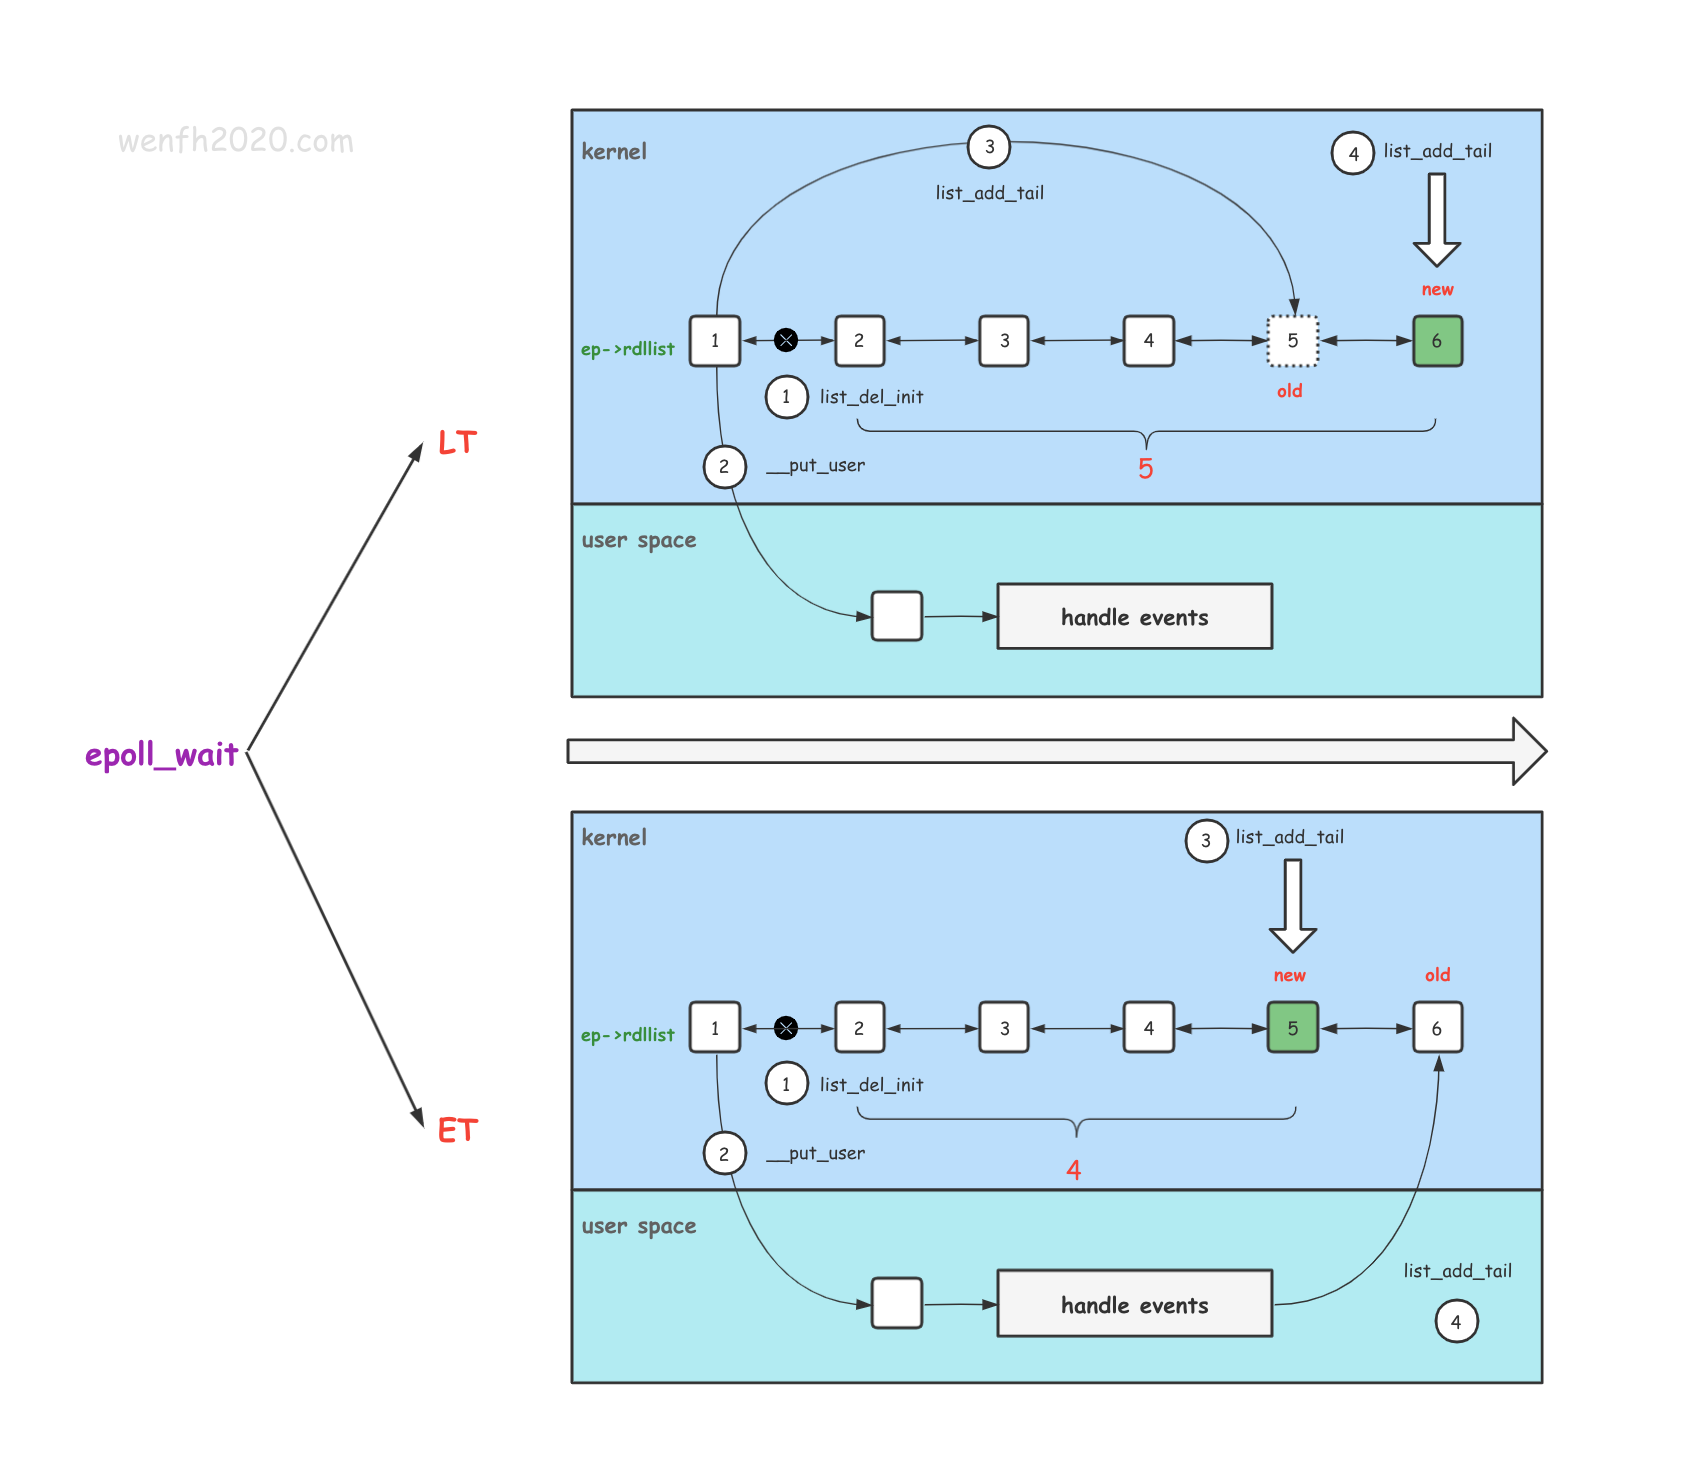 wenfh2020.com
kernel
3
list_add_tail
4 list_add_tail
new
ep->rdllist
1 2 3 4 5 6
old
1 list_del_init
5
2 __put_user
user space
handle events
LT
epoll_wait
ET
kernel
3 list_add_tail
new
old
ep->rdllist
1 2 3 4 5 6
1 list_del_init
4
2 __put_user
user space
handle events
list_add_tail
4